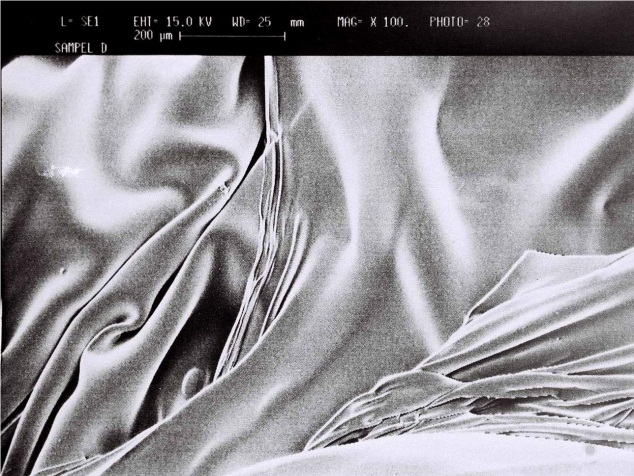 L= SE1 EHT= 15.0 KV WD= 25 mm MAG= X 100. PHOTO= 28
200 µm
SAMPEL D